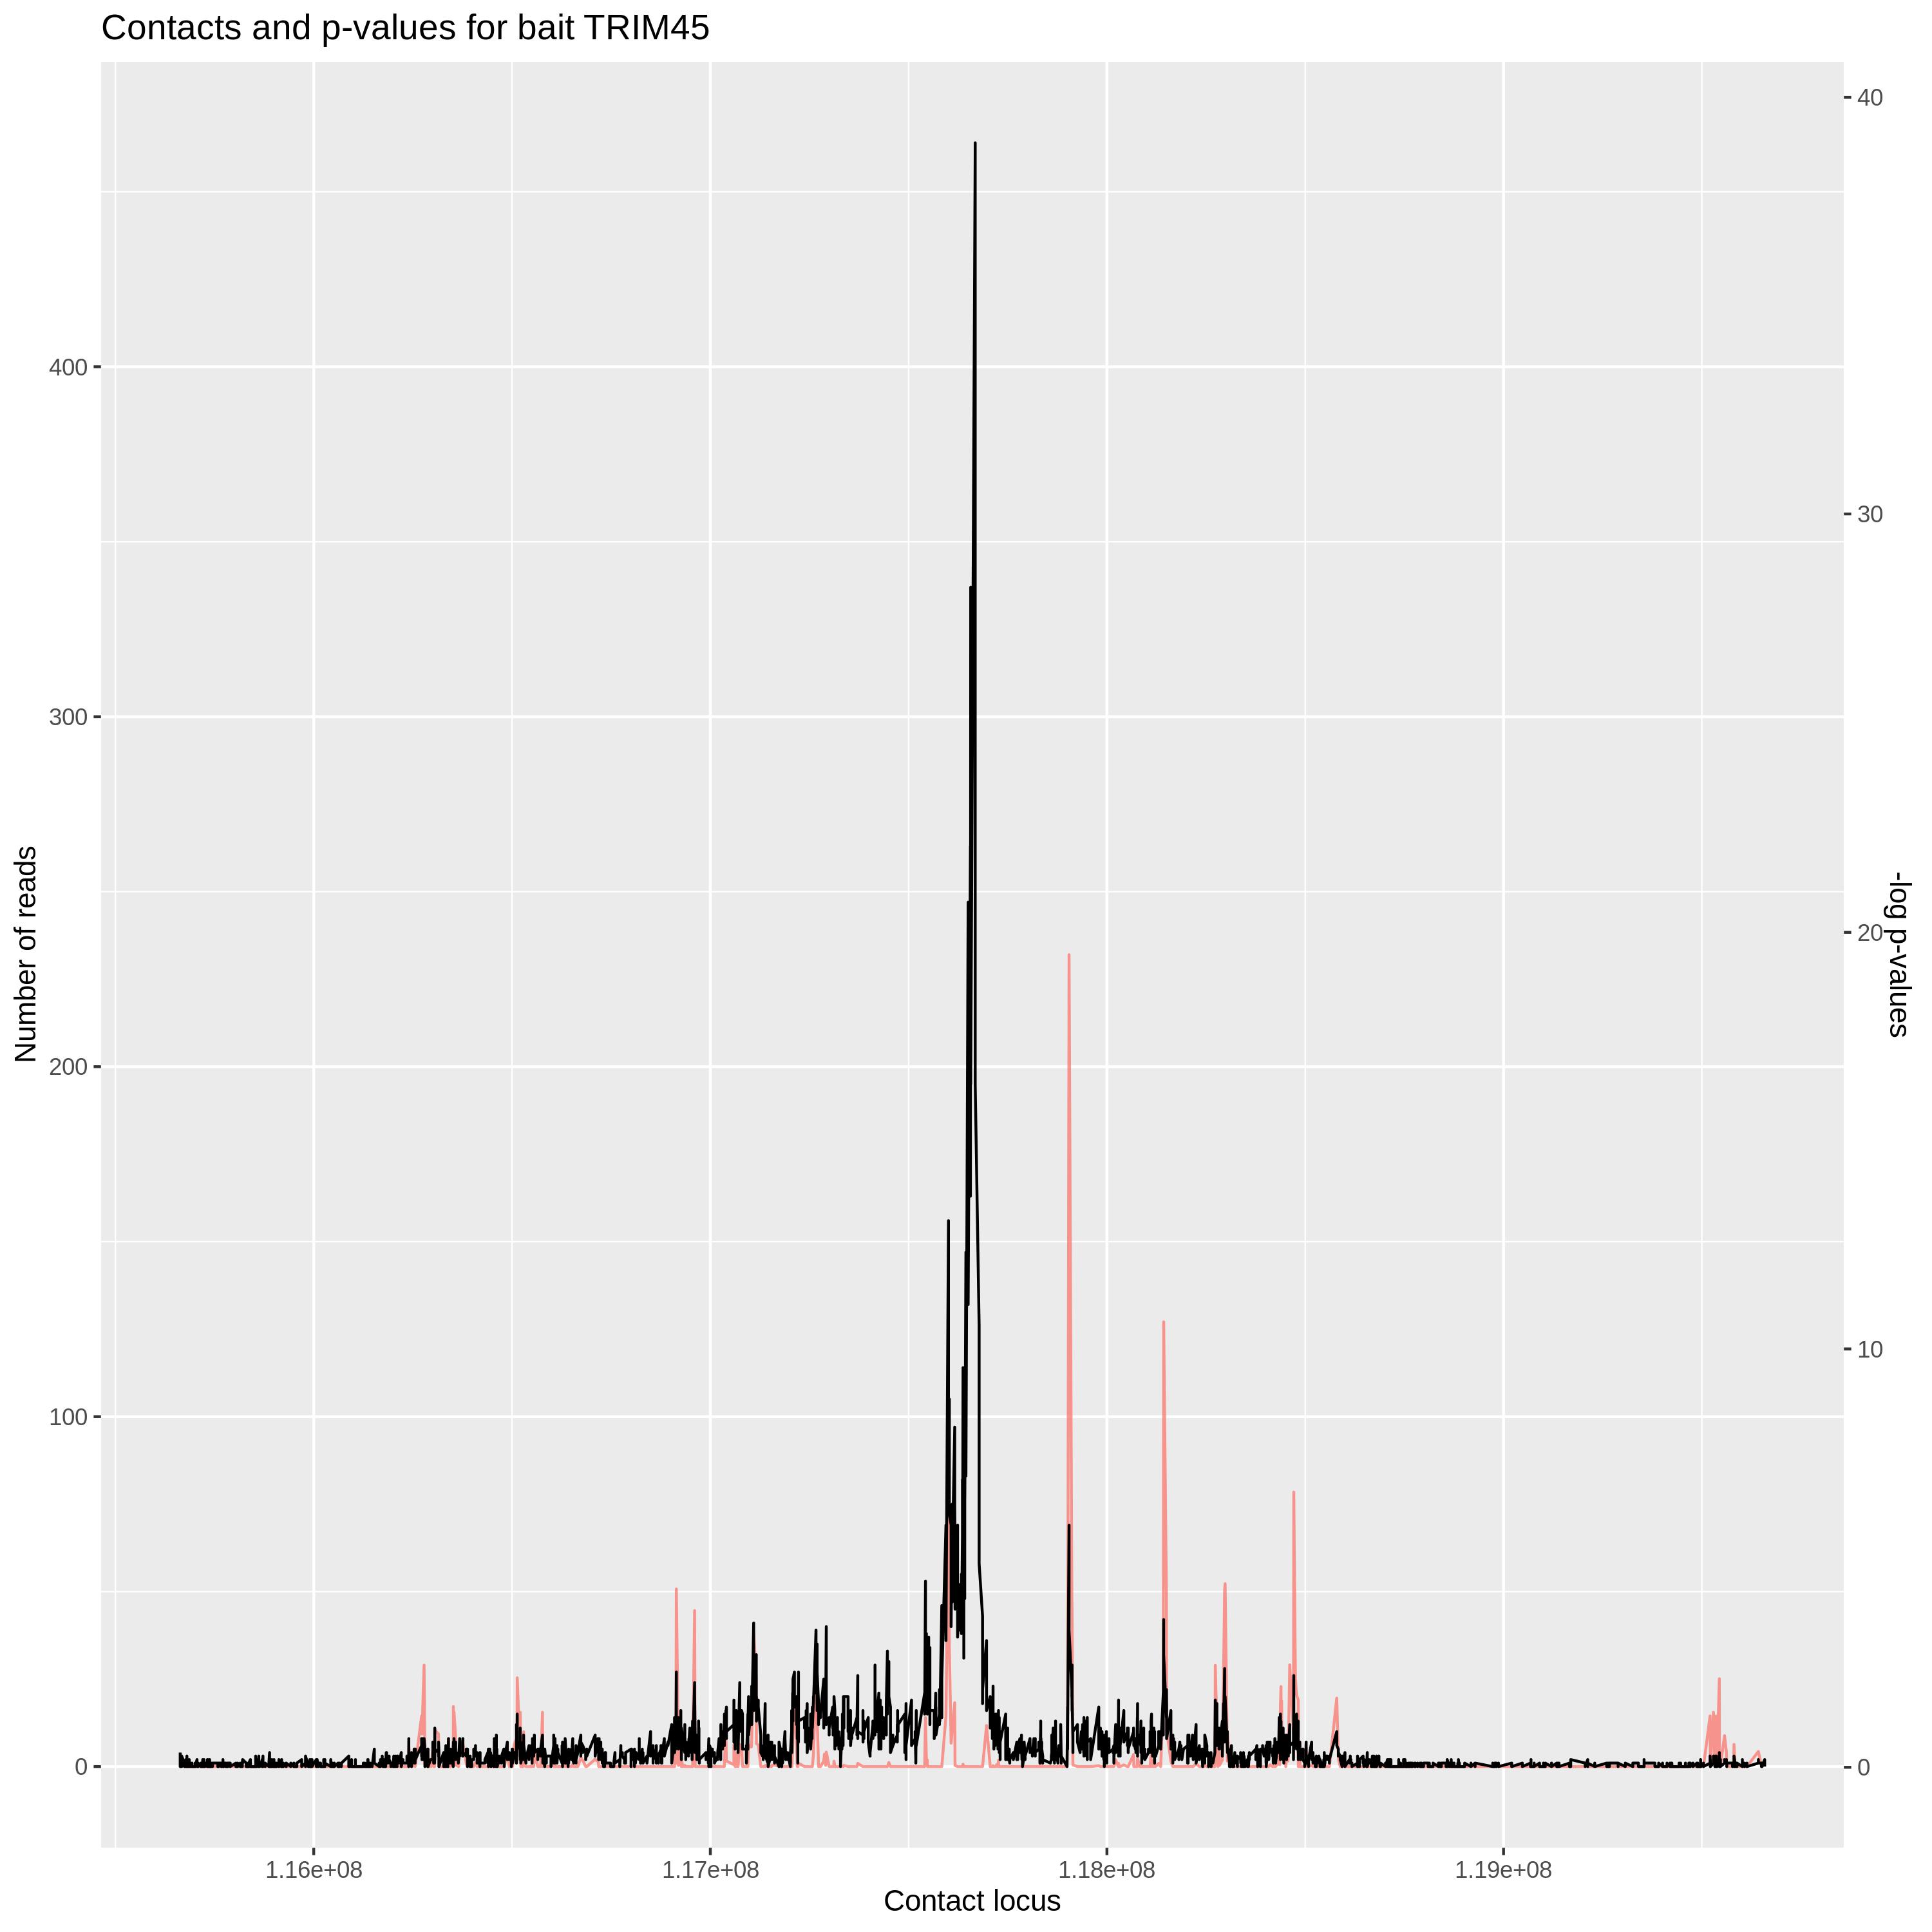 Contacts and p-values for bait TRIM45
40
400
30
300
Number of reads
20
-log p-values
200
10
100
0
0
1.16e+08
1.17e+08
1.18e+08
1.19e+08
Contact locus